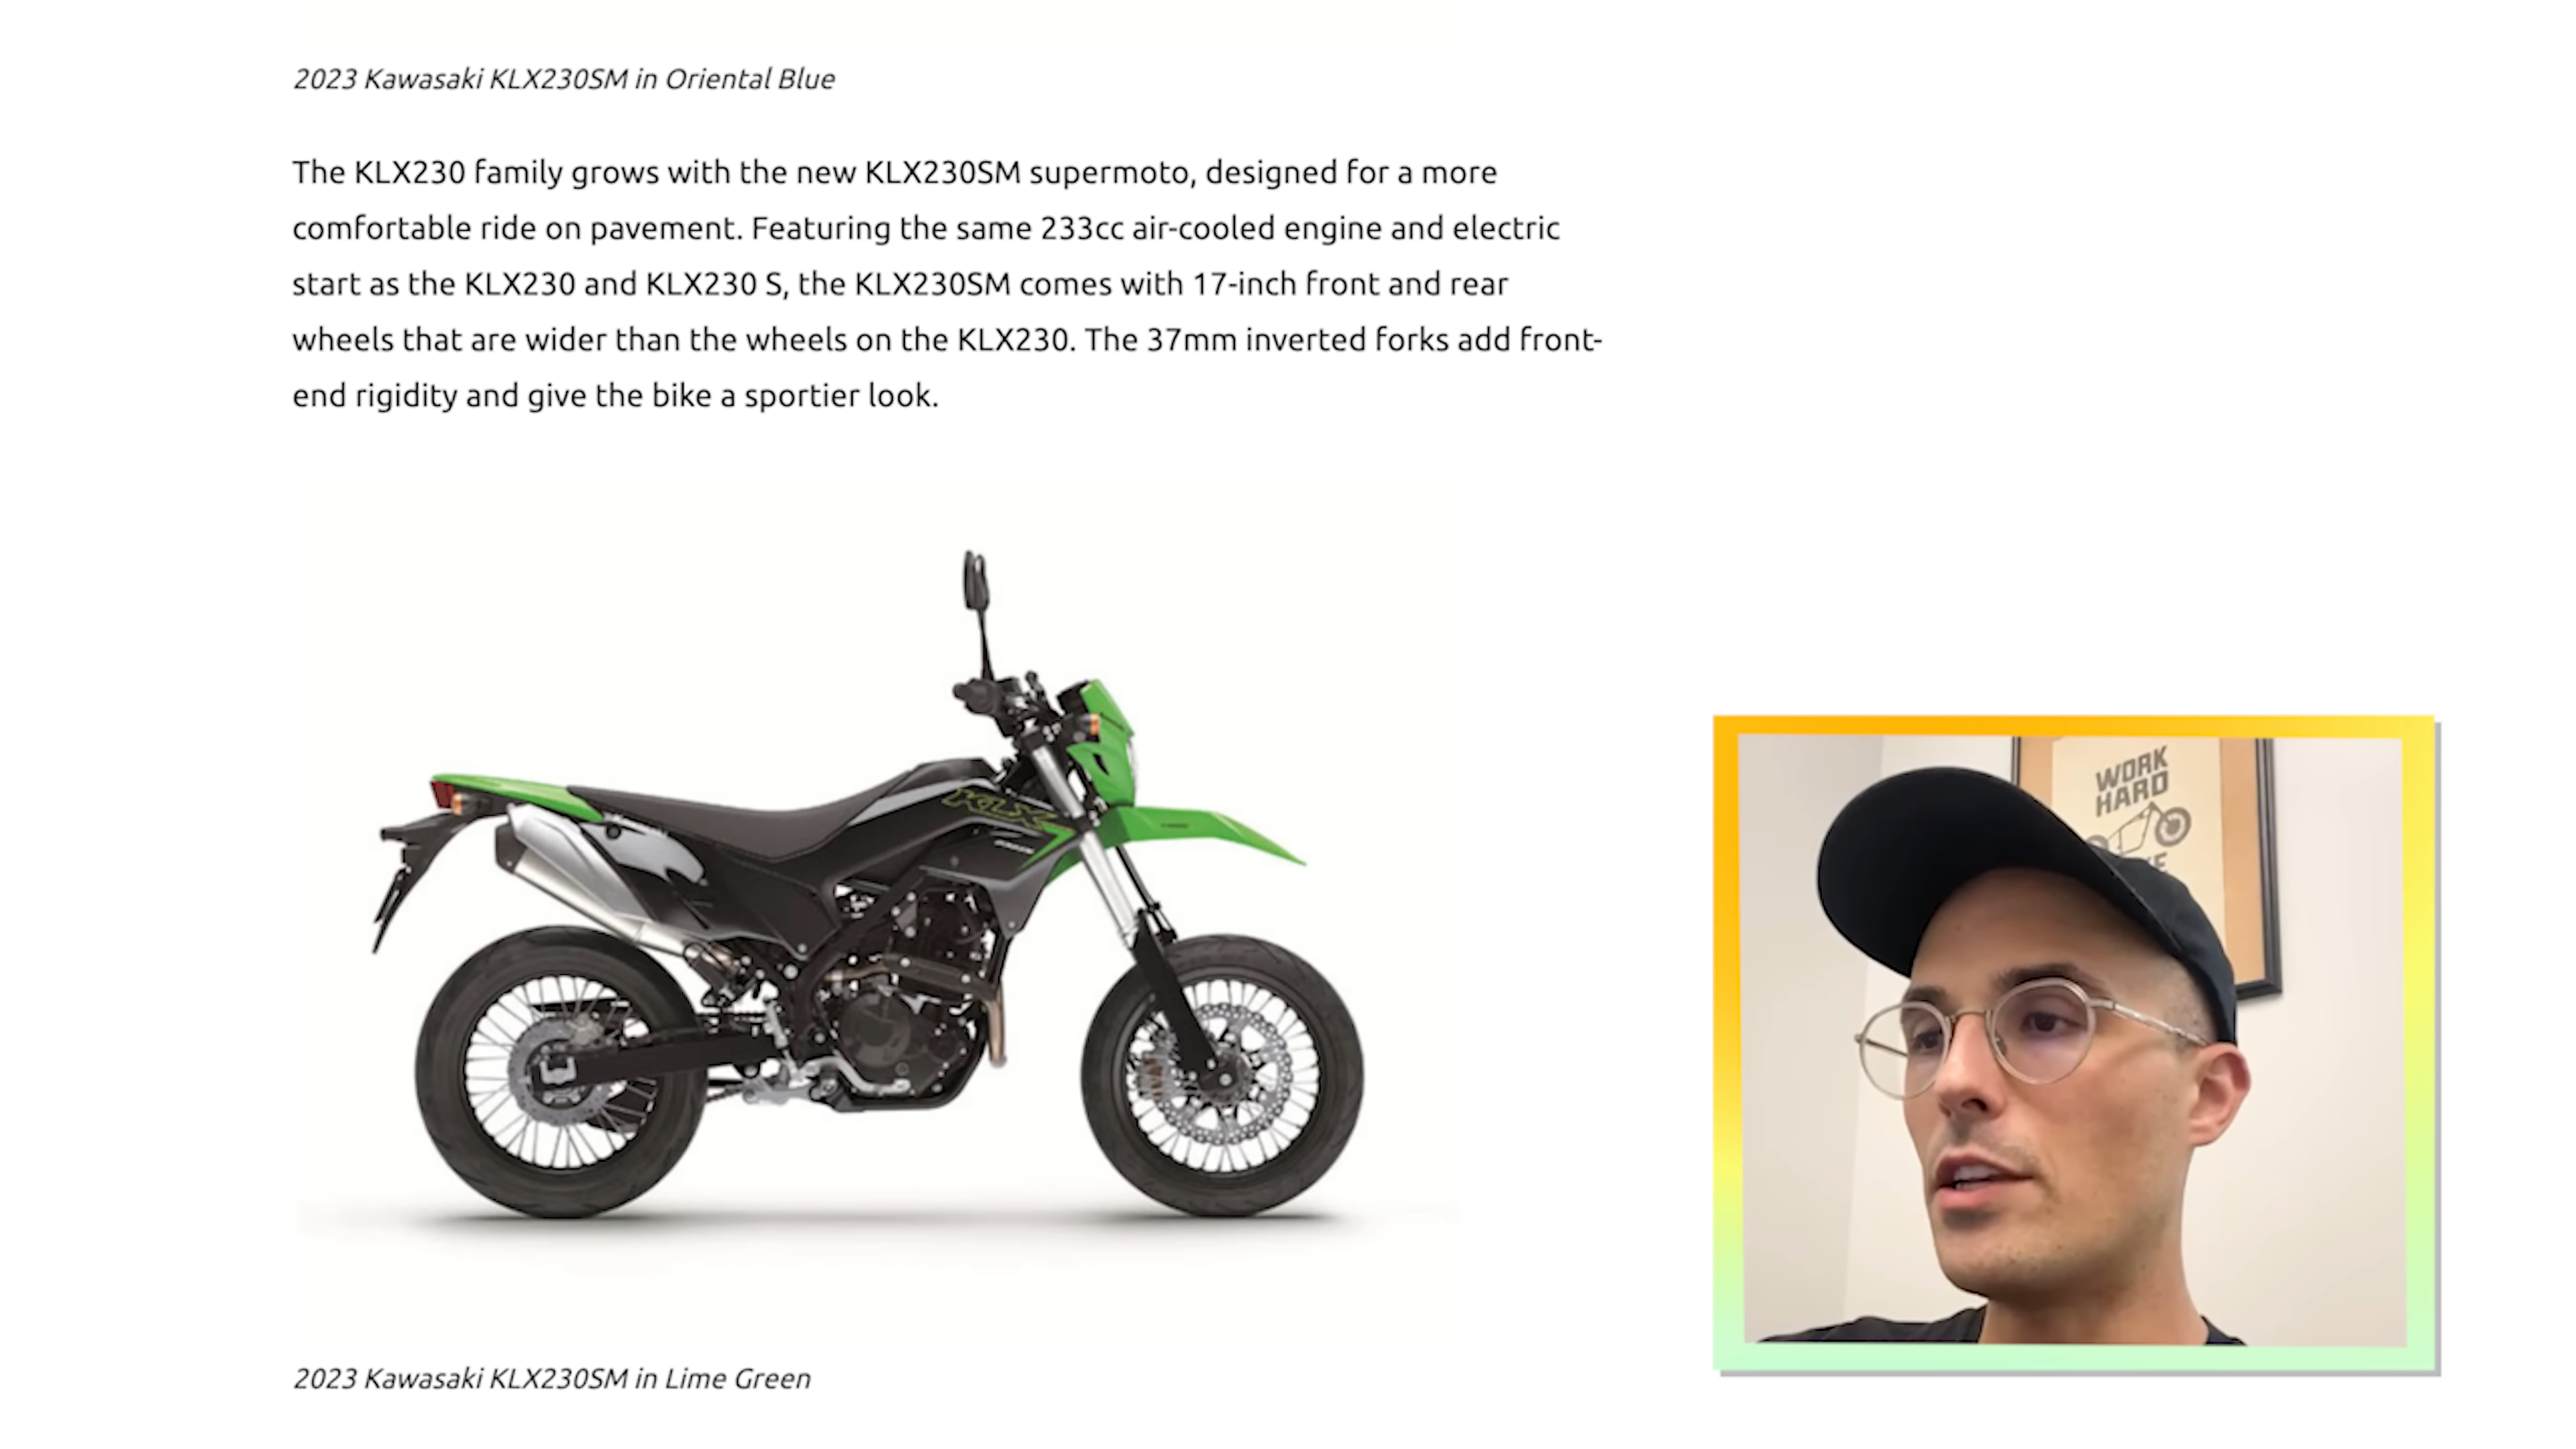 2023 Kawasaki KLX230SM in Oriental Blue
The KLX230 family grows with the new KLX230SM supermoto, designed for a more
comfortable ride on pavement. Featuring the same 233cc air-cooled engine and electric
start as the KLX230 and KLX230 S, the KLX230SM comes with 17-inch front and rear
wheels that are wider than the wheels on the KLX230. The 37mm inverted forks add front-
end rigidity and give the bike a sportier look.
KLX
WORK
HARD
2023 Kawasaki KLX230SM in Lime Green